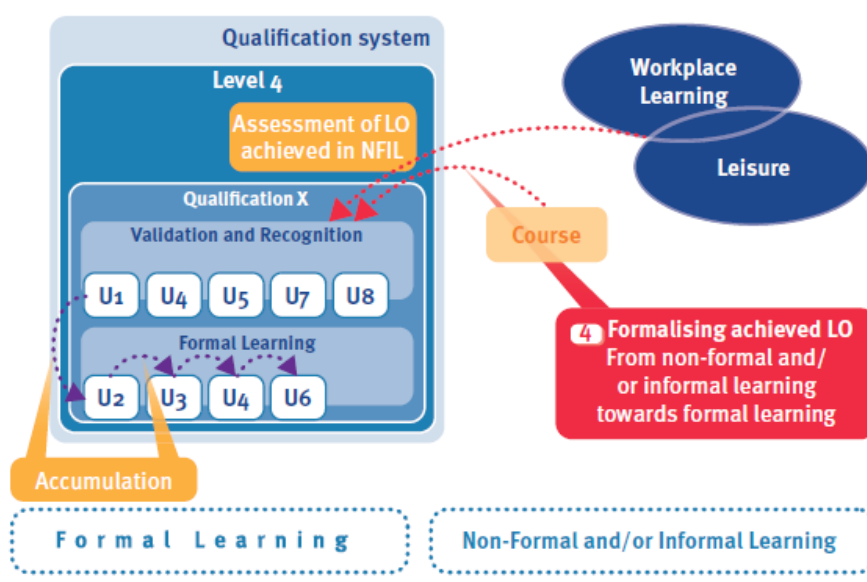 Qualification system
Level 4
Assessment of LO
achieved in NFIL
Workplace
Learning
Leisure
Qualification X
Validation and Recognition
Course
U1 U4 U5 U7 U8
Formal Learning
U2 U3 U4 U6
4 Formalising achieved LO
From non-formal and/
or informal learning
towards formal learning
Accumulation
Formal Learning
Non-Formal and/or Informal Learning